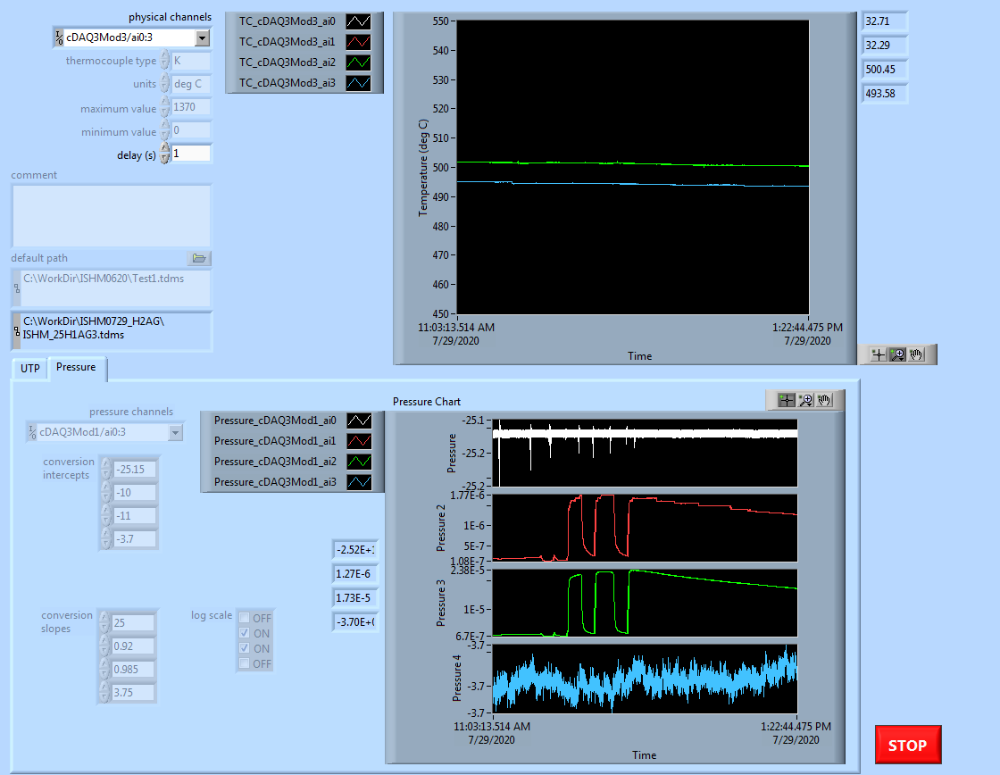 physical channels
cDAQ3Mod3/ai0:3
thermocouple type K
units deg C
maximum value 1370
minimum value 0
delay (s) 1
comment
default path
C:\WorkDir\ISHM0620\Test1.tdms
C:\WorkDir\ISHM0729_H2AG\
ISHM_25H1AG3.tdms
TC_cDAQ3Mod3_ai0
TC_cDAQ3Mod3_ai1
TC_cDAQ3Mod3_ai2
TC_cDAQ3Mod3_ai3
Temperature (deg C)
550
540
530
520
510
500
490
480
470
460
450
11:03:13.514 AM
7/29/2020
1:22:44.475 PM
7/29/2020
Time
32.71
32.29
500.45
493.58
UTP
Pressure
pressure channels
cDAQ3Mod1/ai0:3
conversion
intercepts
-25.15
-10
-11
-3.7
conversion
slopes
25
0.92
0.985
3.75
log scale
OFF
ON
ON
OFF
Pressure_cDAQ3Mod1_ai0
Pressure_cDAQ3Mod1_ai1
Pressure_cDAQ3Mod1_ai2
Pressure_cDAQ3Mod1_ai3
1.27E-6
1.73E-5
Pressure Chart
Pressure
-25.1
-25.2
-25.2
Pressure 2
1.77E-6
1E-6
5E-7
1.08E-7
Pressure 3
2.38E-5
1E-5
6.7E-7
Pressure 4
-3.7
-3.7
-3.7
11:03:13.514 AM
7/29/2020
1:22:44.475 PM
7/29/2020
Time
STOP